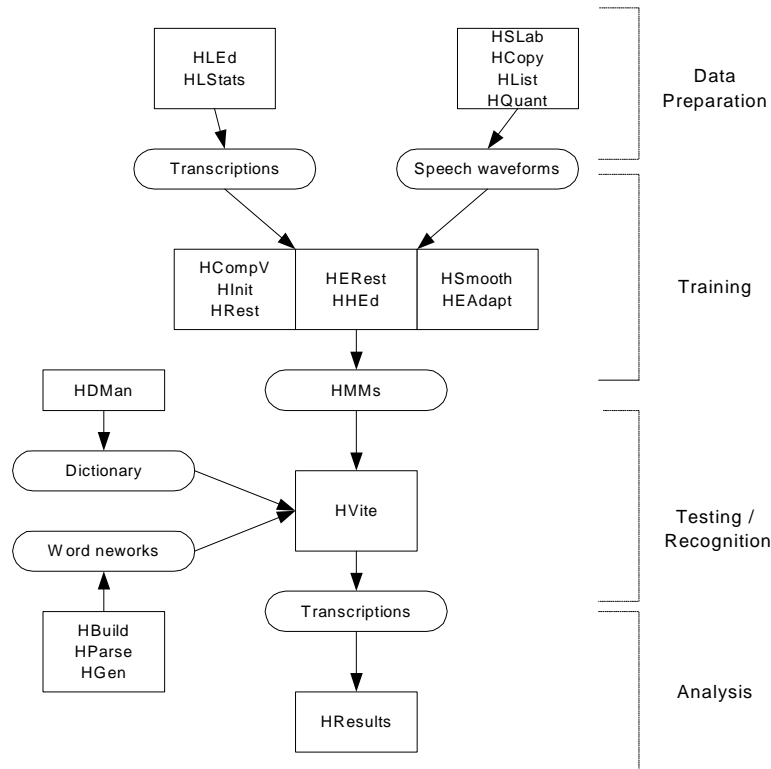 HLEd
HLStats
HSLab
HCopy
HList
HQuant
Data
Preparation
Transcriptions
Speech waveforms
HCompV
HInit
HRest
HERest
HHEd
HSmooth
HEAdapt
Training
HDMan
HMMs
Dictionary
HVite
Word neworks
Testing /
Recognition
Transcriptions
HBuild
HParse
HGen
HResults
Analysis